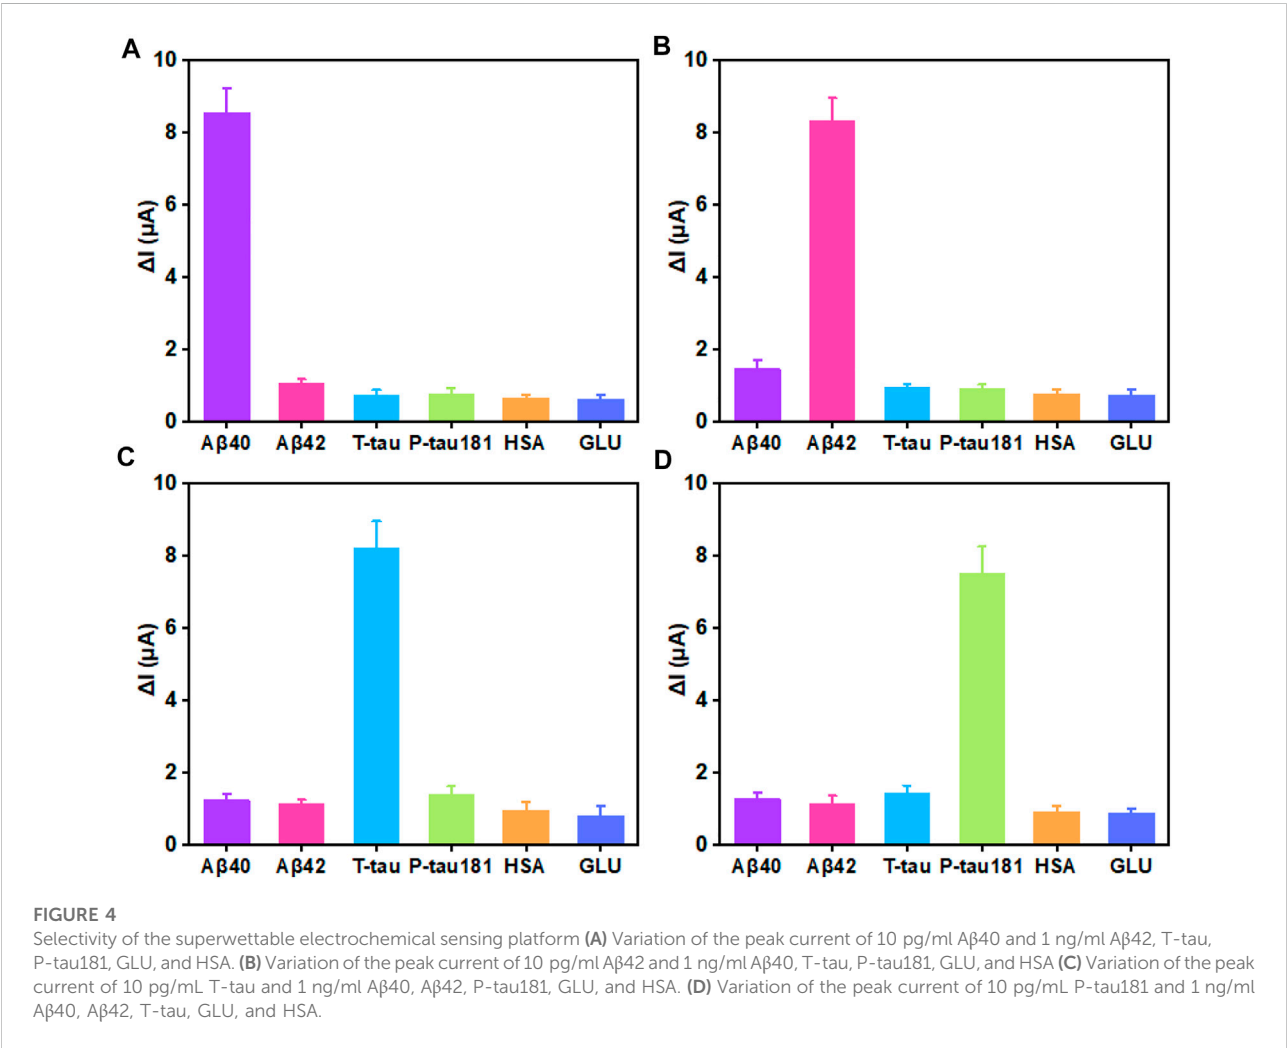 A
10
8
6
4
2
0
ΔI (µA)
Aβ40 Aβ42 T-tau P-tau181 HSA GLU
B
10
8
6
4
2
0
ΔI (µA)
Aβ40 Aβ42 T-tau P-tau181 HSA GLU
C
10
8
6
4
2
0
ΔI (µA)
Aβ40 Aβ42 T-tau P-tau181 HSA GLU
D
10
8
6
4
2
0
ΔI (µA)
Aβ40 Aβ42 T-tau P-tau181 HSA GLU
FIGURE 4
Selectivity of the superwettable electrochemical sensing platform (A) Variation of the peak current of 10 pg/ml Aβ40 and 1 ng/ml Aβ42, T-tau,
P-tau181, GLU, and HSA. (B) Variation of the peak current of 10 pg/ml Aβ42 and 1 ng/ml Aβ40, T-tau, P-tau181, GLU, and HSA (C) Variation of the peak
current of 10 pg/mL T-tau and 1 ng/ml Aβ40, Aβ42, P-tau181, GLU, and HSA. (D) Variation of the peak current of 10 pg/mL P-tau181 and 1 ng/ml
Aβ40, Aβ42, T-tau, GLU, and HSA.